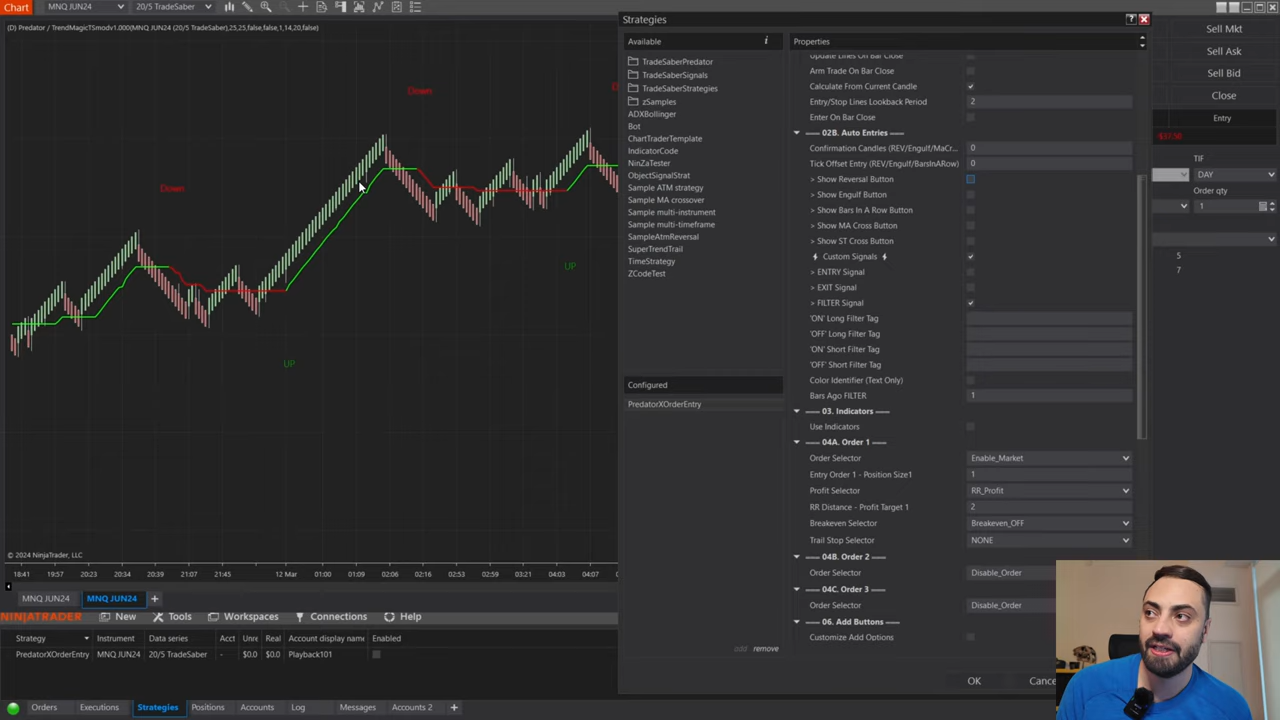 Chart
MNQ JUN24
20/5 TradeSaber
(D) Predator / TrendMagicTSmodv1.000(MNQ JUN24 (20/5 TradeSaber),25,25,false,false,1,14,20,false)
Down
Down
UP
UP
© 2024 NinjaTrader, LLC
18:41 19:57 20:23 20:34 20:39 21:07 21:45 12 Mar 01:00 01:09 02:06 02:16 02:53 02:59 03:21 04:03 04:07
MNQ JUN24
MNQ JUN24
+
Strategies
?
Available
i
TradeSaberPredator
TradeSaberSignals
TradeSaberStrategies
zSamples
ADXBollinger
Bot
ChartTraderTemplate
IndicatorCode
NinZaTester
ObjectSignalStrat
Sample ATM strategy
Sample MA crossover
Sample multi-instrument
Sample multi-timeframe
SampleAtmReversal
SuperTrendTrail
TimeStrategy
ZCodeTest
Configured
PredatorXOrderEntry
add remove
Properties
Update Lines On Bar Close
Arm Trade On Bar Close
Calculate From Current Candle
Entry/Stop Lines Lookback Period 2
Enter On Bar Close
02B. Auto Entries
Confirmation Candles (REV/Engulf/MaCr... 0
Tick Offset Entry (REV/Engulf/BarsInARow) 0
> Show Reversal Button
> Show Engulf Button
> Show Bars In A Row Button
> Show MA Cross Button
> Show ST Cross Button
Custom Signals
> ENTRY Signal
> EXIT Signal
> FILTER Signal
'ON' Long Filter Tag
'OFF' Long Filter Tag
'ON' Short Filter Tag
'OFF' Short Filter Tag
Color Identifier (Text Only)
Bars Ago FILTER 1
03. Indicators
Use Indicators
04A. Order 1
Order Selector Enable_Market
Entry Order 1 - Position Size1 1
Profit Selector RR_Profit
RR Distance - Profit Target 1 2
Breakeven Selector Breakeven_OFF
Trail Stop Selector NONE
04B. Order 2
Order Selector Disable_Order
04C. Order 3
Order Selector Disable_Order
06. Add Buttons
Customize Add Options
OK
Sell Mkt
Sell Ask
Sell Bid
Close
Entry
-$37.50
TIF
DAY
Order qty
1
5
7
NINJATRADER New Tools Workspaces Connections Help
Strategy Instrument Data series Acct Unre Real Account display name Enabled
PredatorXOrderEntry MNQ JUN24 20/5 TradeSaber - $0.0 $0.0 Playback101
Orders Executions Strategies Positions Accounts Log Messages Accounts 2 +